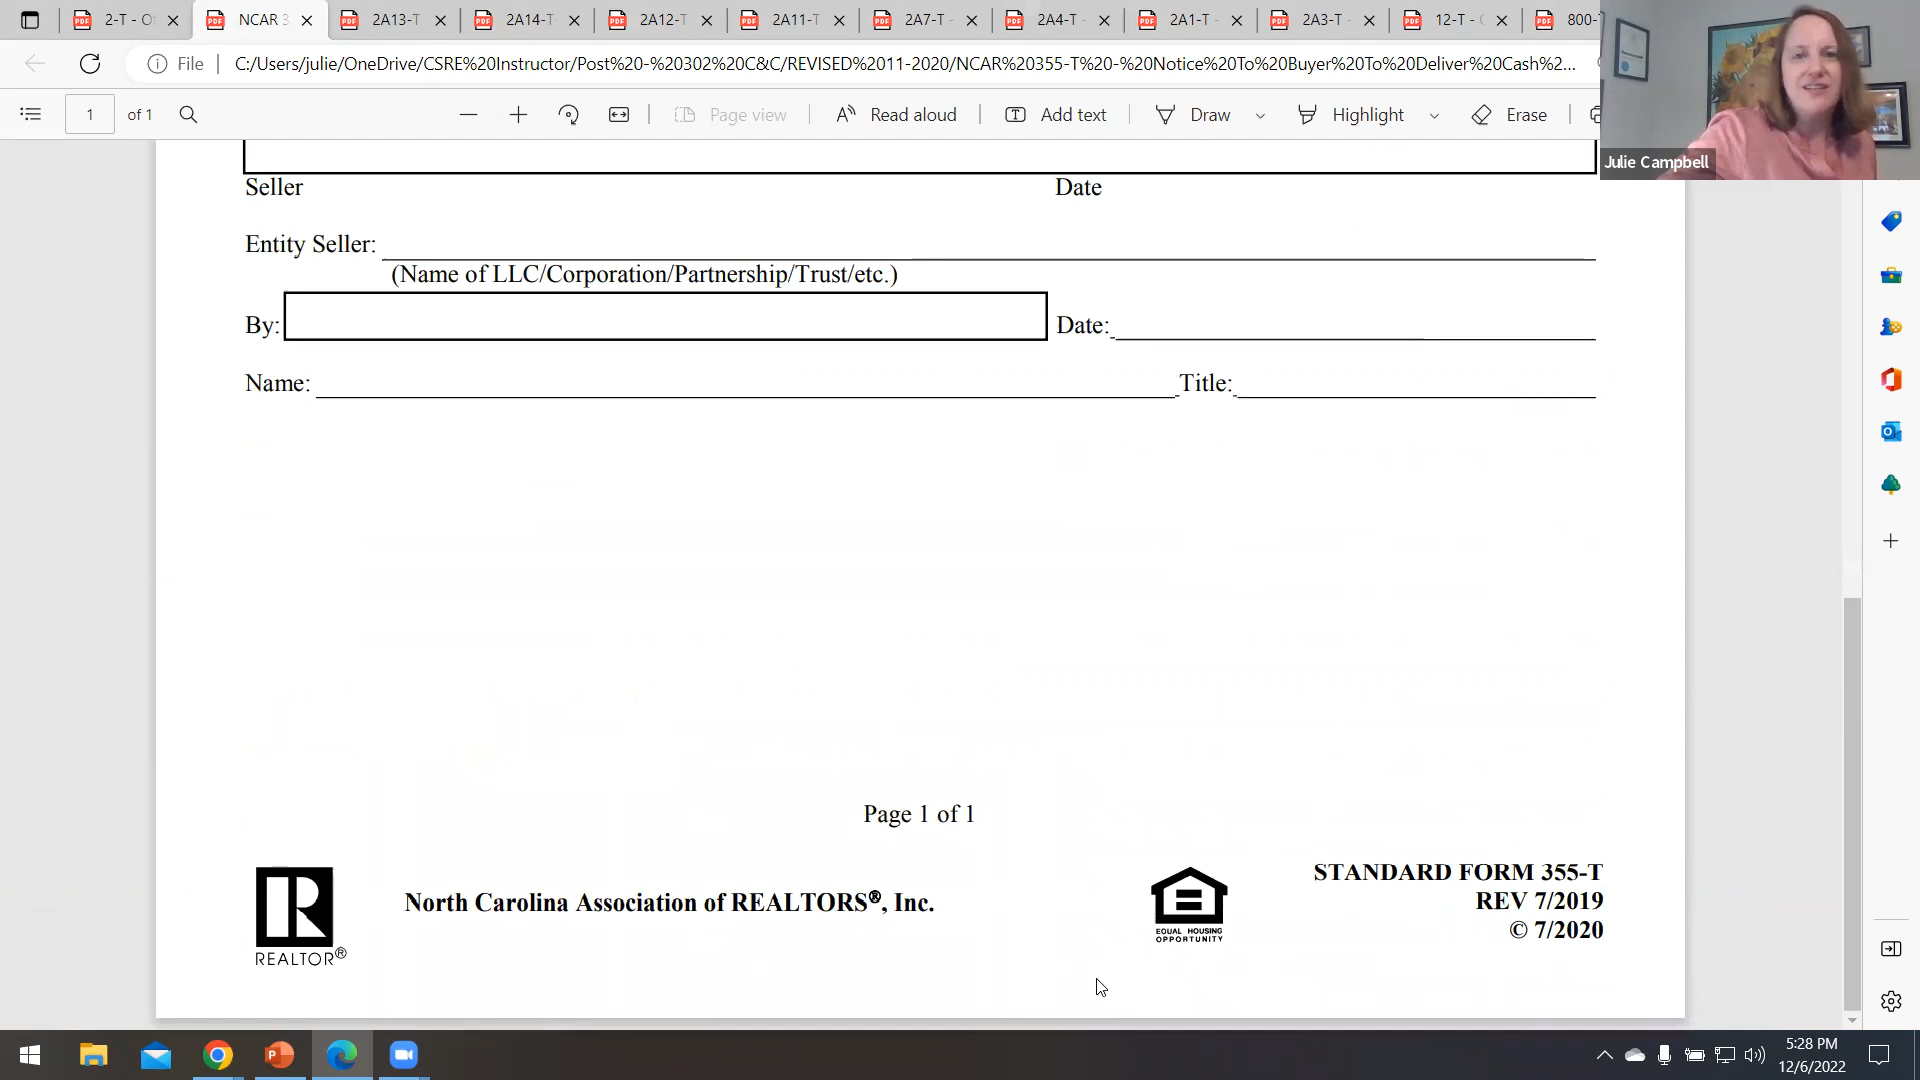 2-T - Of
NCAR 3
2A13-T
2A14-T-
2A12-T
2A11-T
2A7-T -
2A4-T -
2A1-T -
2A3-T -
12-T -
800-
File
C:/Users/julie/OneDrive/CSRE%20Instructor/Post%20-%20302%20C&C/REVISED%2011-2020/NCAR%20355-T%20-%20Notice%20To%20Buyer%20To%20Deliver%20Cash%2...
1 of 1
Page view
Read aloud
Add text
Draw
Highlight
Erase
Julie Campbell
Seller Date
Entity Seller:
(Name of LLC/Corporation/Partnership/Trust/etc.)
By: Date:
Name: Title:
Page 1 of 1
REALTOR®
North Carolina Association of REALTORS®, Inc.
EQUAL HOUSING
OPPORTUNITY
STANDARD FORM 355-T
REV 7/2019
© 7/2020
5:28 PM
12/6/2022